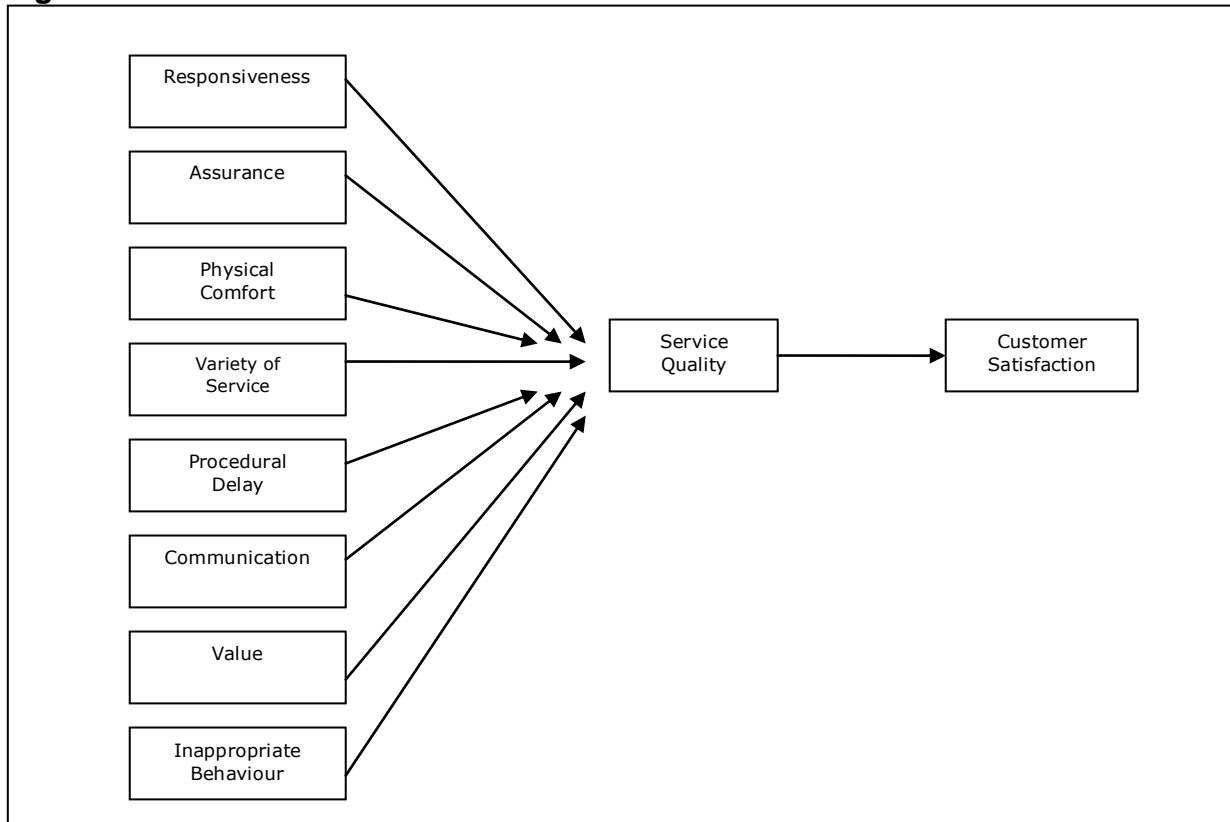 Responsiveness
Assurance
Physical
Comfort
Variety of
Service
Procedural
Delay
Communication
Value
Inappropriate
Behaviour
Service
Quality
Customer
Satisfaction